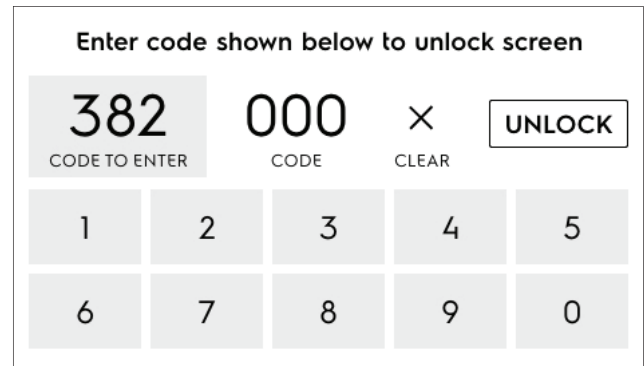 Enter code shown below to unlock screen
382 000 × UNLOCK
CODE TO ENTER CODE CLEAR
1 2 3 4 5
6 7 8 9 0